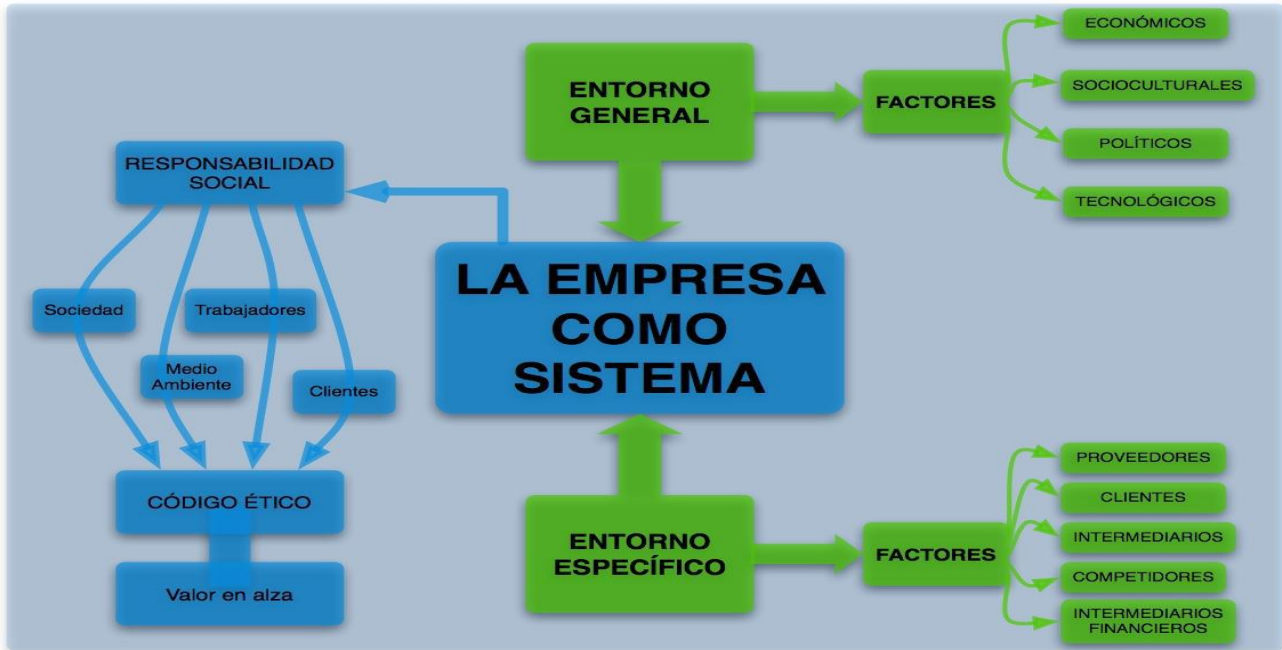 ENTORNO
GENERAL
FACTORES
ECONÓMICOS
SOCIOCULTURALES
POLÍTICOS
TECNOLÓGICOS
RESPONSABILIDAD
SOCIAL
Sociedad
Trabajadores
Medio
Ambiente
Clientes
CÓDIGO ÉTICO
Valor en alza
LA EMPRESA
COMO
SISTEMA
ENTORNO
ESPECÍFICO
FACTORES
PROVEEDORES
CLIENTES
INTERMEDIARIOS
COMPETIDORES
INTERMEDIARIOS
FINANCIEROS